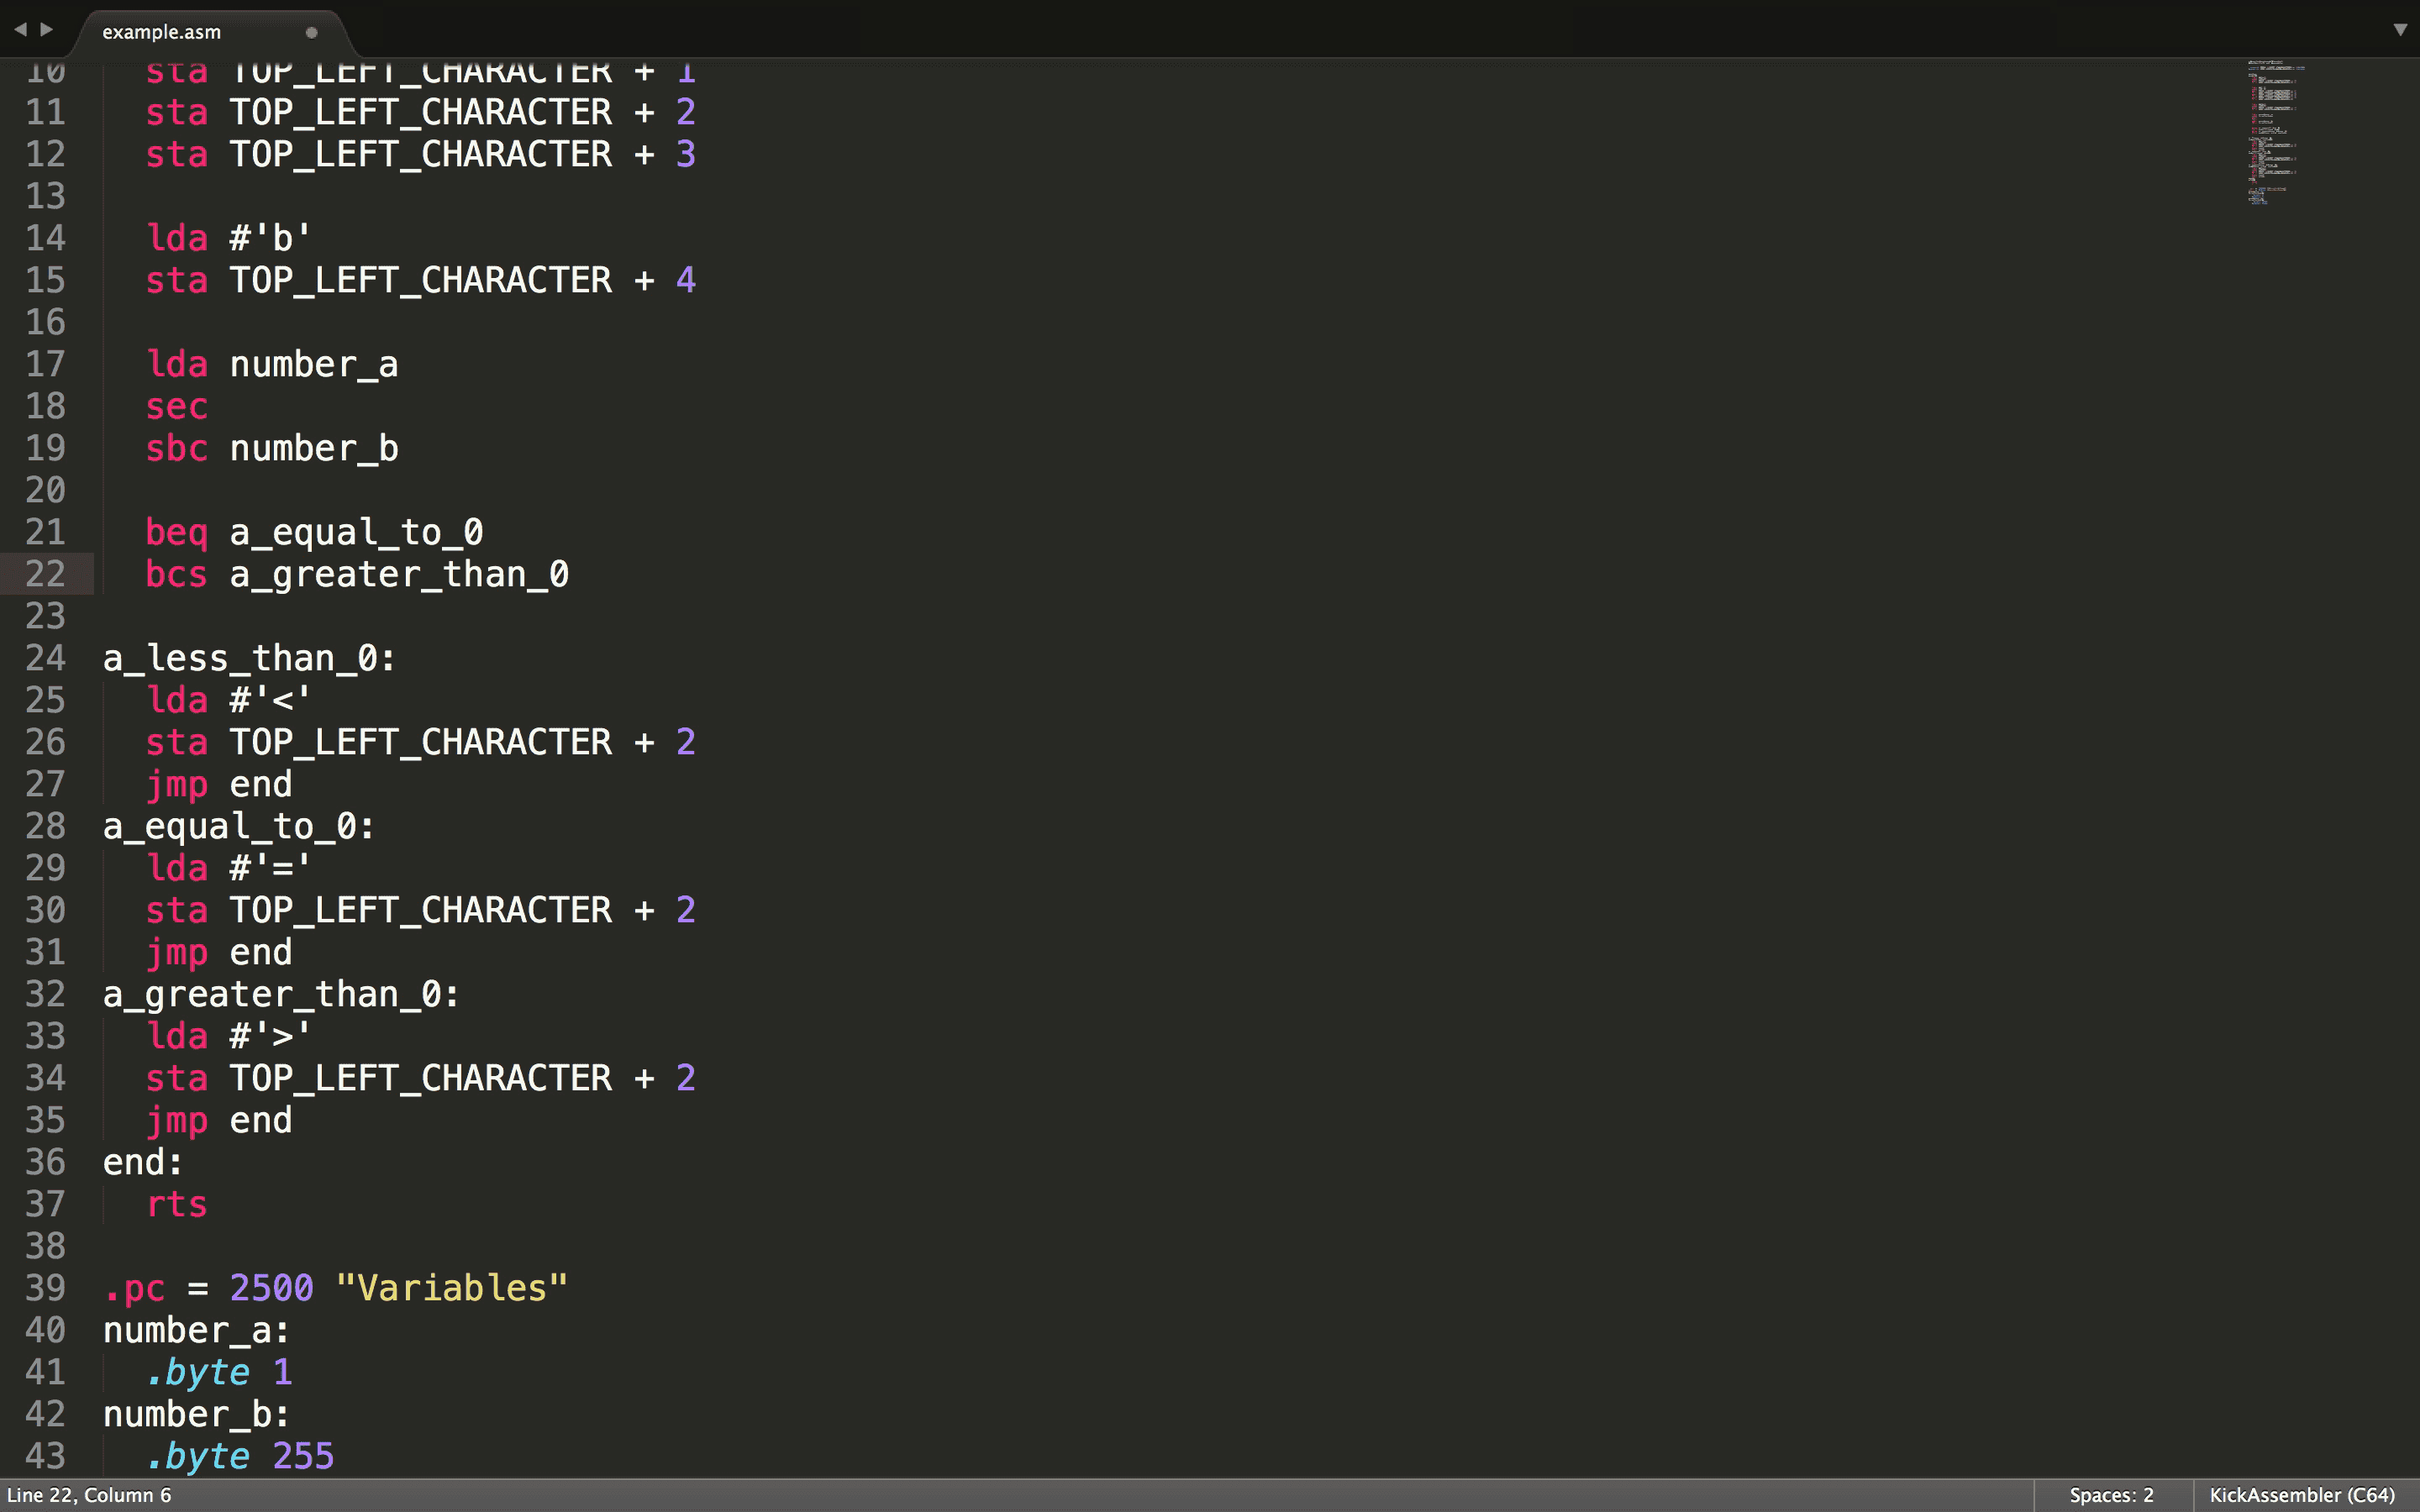 example.asm
10 sta TOP_LEFT_CHARACTER + 1
11 sta TOP_LEFT_CHARACTER + 2
12 sta TOP_LEFT_CHARACTER + 3
13
14 lda #'b'
15 sta TOP_LEFT_CHARACTER + 4
16
17 lda number_a
18 sec
19 sbc number_b
20
21 beq a_equal_to_0
22 bcs a_greater_than_0
23
24 a_less_than_0:
25 lda #'<'
26 sta TOP_LEFT_CHARACTER + 2
27 jmp end
28 a_equal_to_0:
29 lda #'='
30 sta TOP_LEFT_CHARACTER + 2
31 jmp end
32 a_greater_than_0:
33 lda #'>'
34 sta TOP_LEFT_CHARACTER + 2
35 jmp end
36 end:
37 rts
38
39 .pc = 2500 "Variables"
40 number_a:
41 .byte 1
42 number_b:
43 .byte 255
Line 22, Column 6 Spaces: 2 KickAssembler (C64)